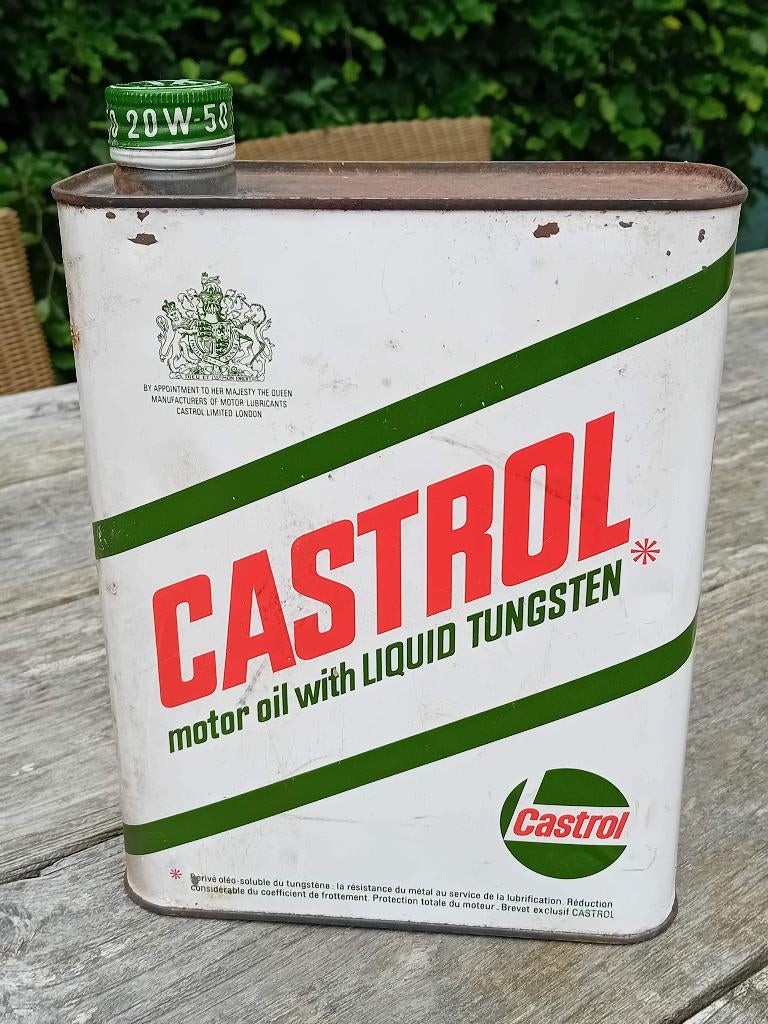 20W-50
BY APPOINTMENT TO HER MAJESTY THE QUEEN
MANUFACTURERS OF MOTOR LUBRICANTS
CASTROL LIMITED LONDON
CASTROL*
motor oil with LIQUID TUNGSTEN
Castrol
* Dérivé oléo-soluble du tungstène : la résistance du métal au service de la lubrification. Réduction
considérable du coefficient de frottement. Protection totale du moteur. Brevet exclusif CASTROL